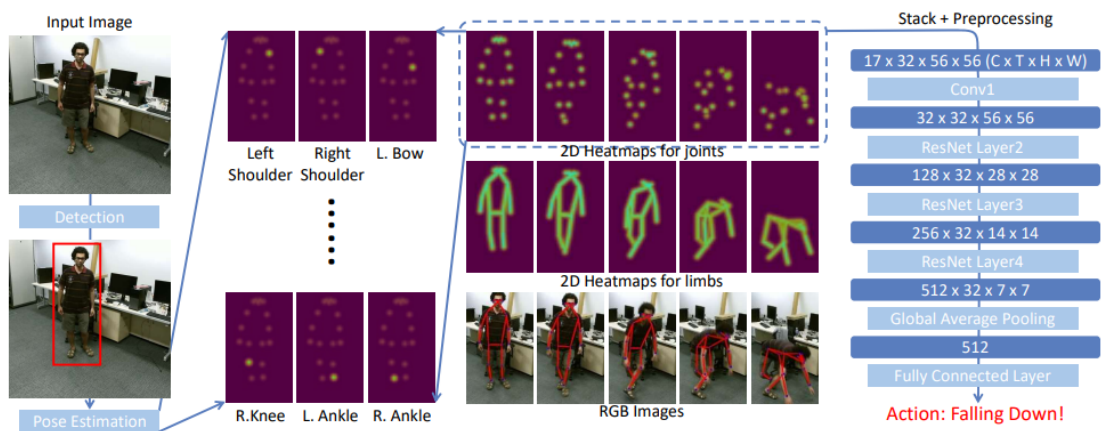 Input Image
Detection
Pose Estimation
Left
Shoulder
Right
Shoulder
L. Bow
R.Knee
L. Ankle
R. Ankle
2D Heatmaps for joints
2D Heatmaps for limbs
RGB Images
Stack + Preprocessing
17 x 32 x 56 x 56 (C x T x H x W)
Conv1
32 x 32 x 56 x 56
ResNet Layer2
128 x 32 x 28 x 28
ResNet Layer3
256 x 32 x 14 x 14
ResNet Layer4
512 x 32 x 7 x 7
Global Average Pooling
512
Fully Connected Layer
Action: Falling Down!